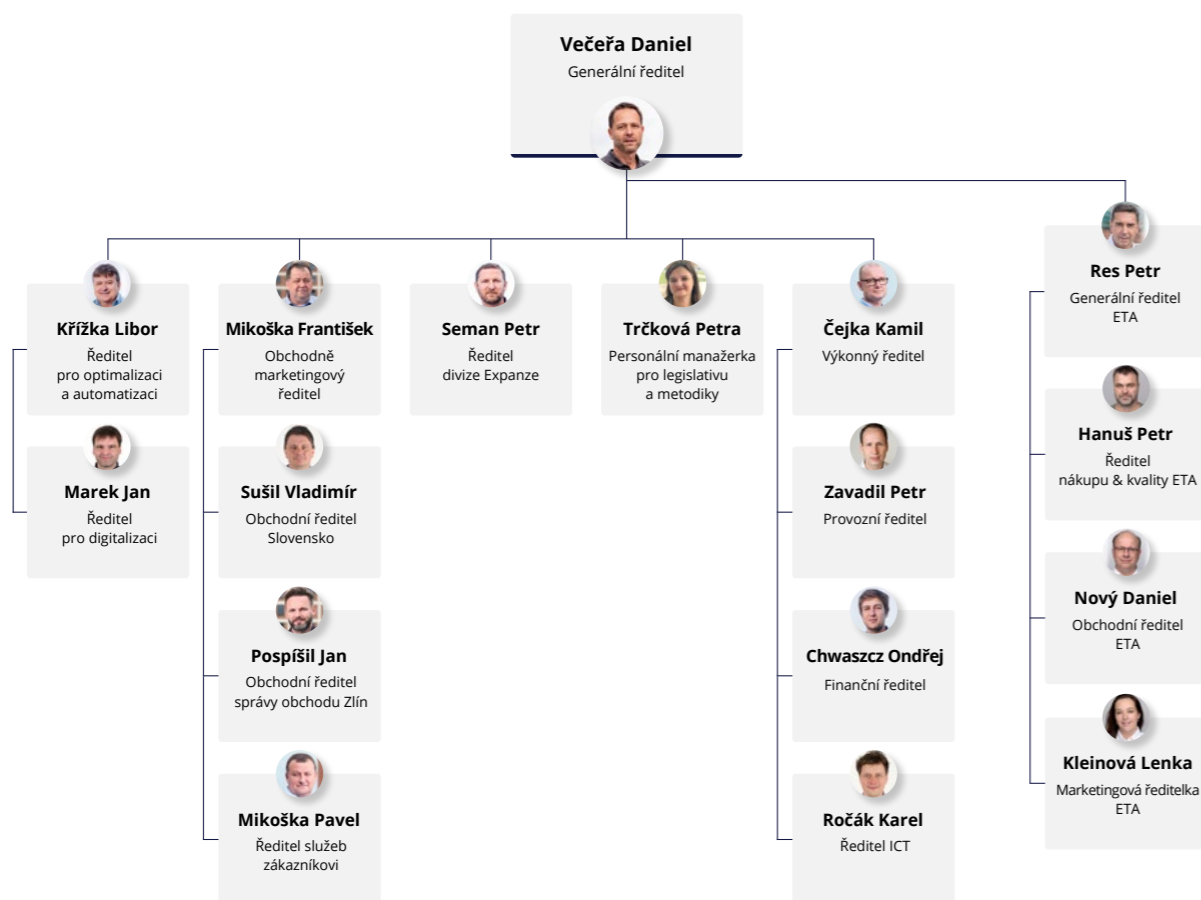 Večeřa Daniel
Generální ředitel
Křížka Libor
Ředitel
pro optimalizaci
a automatizaci
Marek Jan
Ředitel
pro digitalizaci
Mikoška František
Obchodně
marketingový
ředitel
Sušil Vladimír
Obchodní ředitel
Slovensko
Pospíšil Jan
Obchodní ředitel
správy obchodu Zlín
Mikoška Pavel
Ředitel služeb
zákazníkovi
Seman Petr
Ředitel
divize Expanze
Trčková Petra
Personální manažerka
pro legislativu
a metodiky
Čejka Kamil
Výkonný ředitel
Zavadil Petr
Provozní ředitel
Chwaszcz Ondřej
Finanční ředitel
Ročák Karel
Ředitel ICT
Res Petr
Generální ředitel
ETA
Hanuš Petr
Ředitel
nákupu & kvality ETA
Nový Daniel
Obchodní ředitel
ETA
Kleinová Lenka
Marketingová ředitelka
ETA